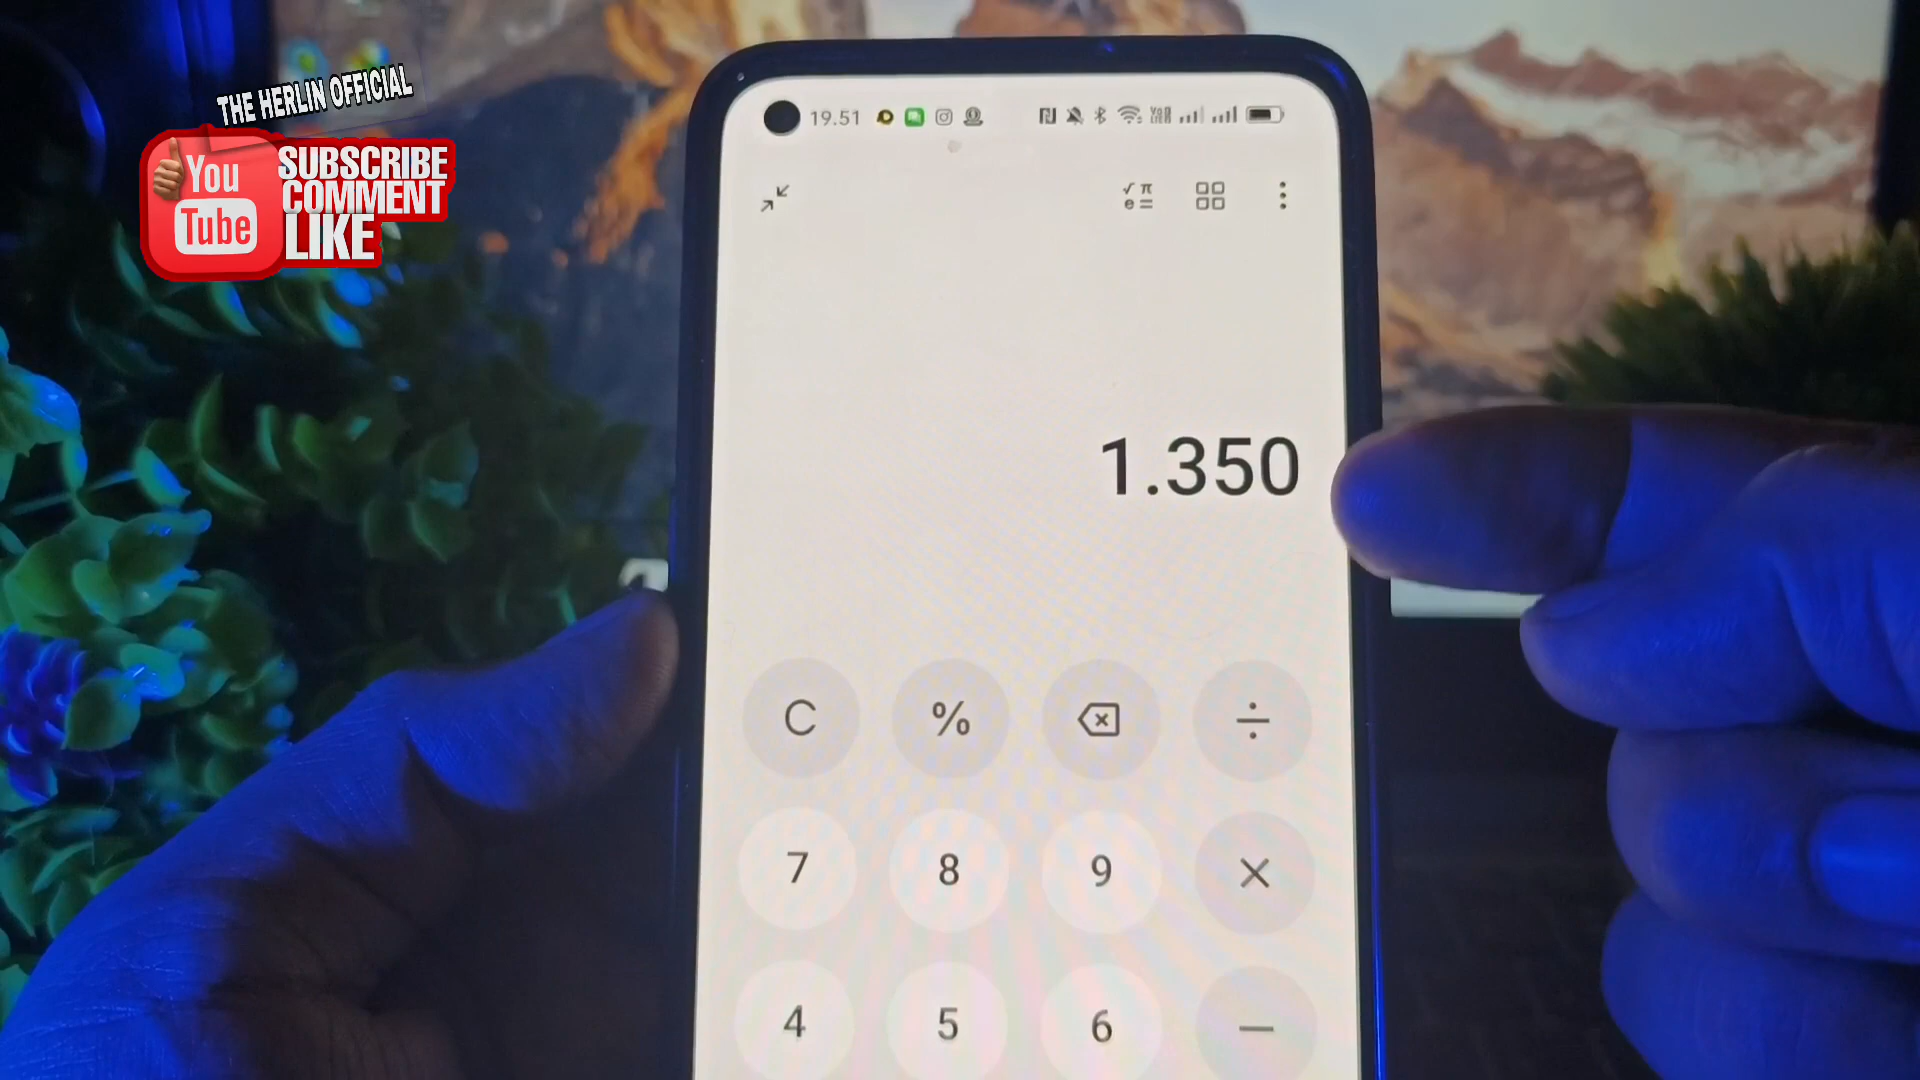 THE HERLIN OFFICIAL
You
Tube
SUBSCRIBE
COMMENT
LIKE
19.51
√ π
e =
1.350
C % ÷
7 8 9 ×
4 5 6 −